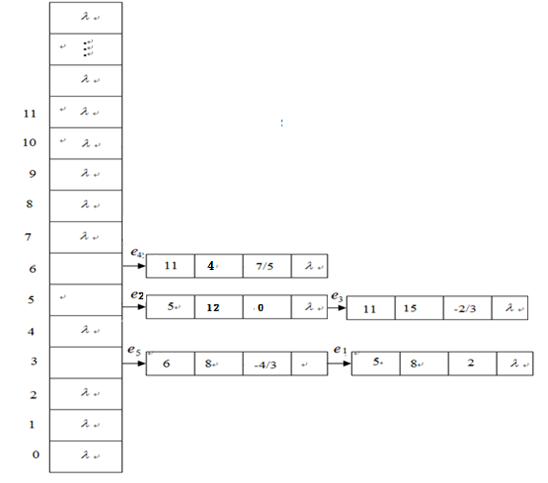 λ
⋮
λ
11 λ
10 λ
9 λ
8 λ
7 λ
6 e4 11 4 7/5 λ
5 e2 5 12 0 λ e3 11 15 -2/3 λ
4 λ
3 e5 6 8 -4/3 e1 5 8 2 λ
2 λ
1 λ
0 λ